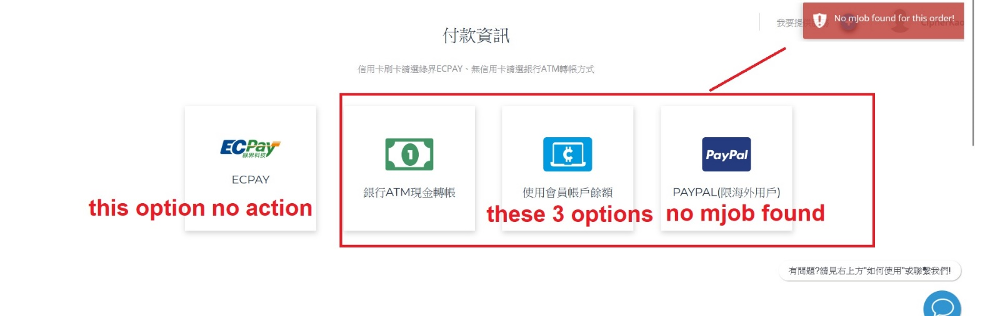 No mJob found for this order!
我要提供
付款資訊
信用卡刷卡請選綠界ECPAY、無信用卡請選銀行ATM轉帳方式
ECPay
綠界科技
ECPAY
1
銀行ATM現金轉帳
使用會員帳戶餘額
PayPal
PAYPAL(限海外用戶)
this option no action
these 3 options
no mjob found
有問題?請見右上方"如何使用"或聯繫我們!